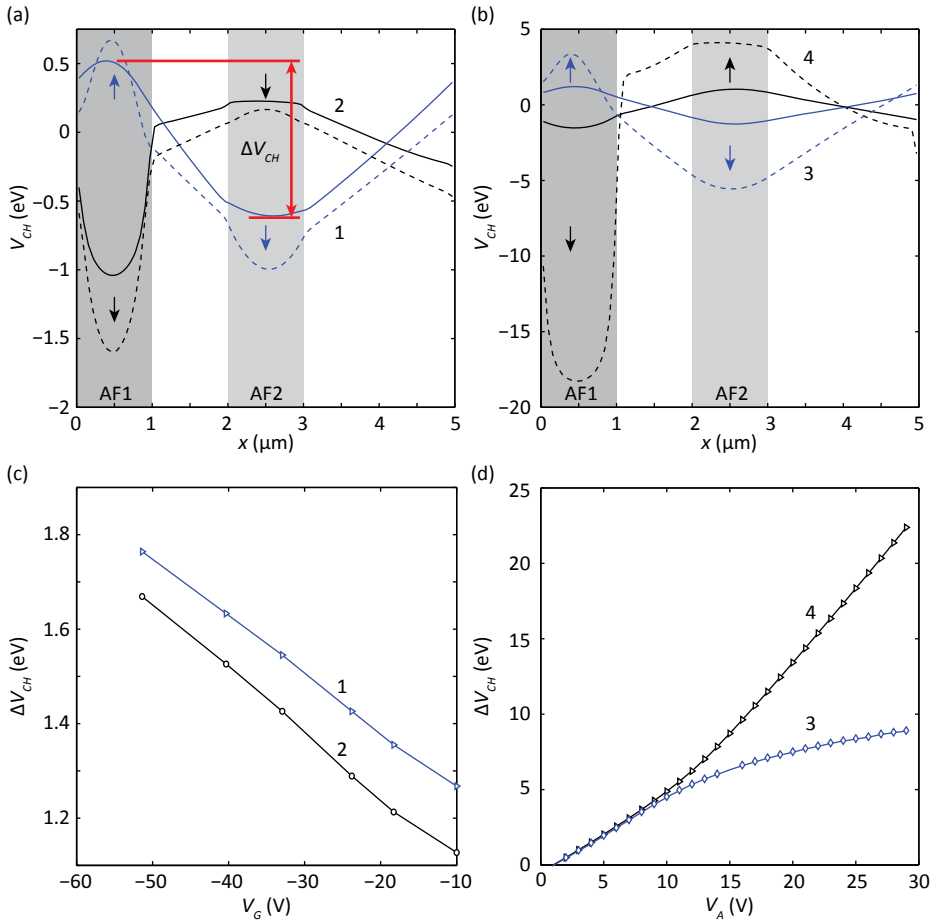 (a)
0.5
0
−0.5
−1
−1.5
−2
V_CH (eV)
0 1 2 3 4 5
x (μm)
AF1
AF2
ΔV_CH
2
1
(b)
5
0
−5
−10
−15
−20
V_CH (eV)
0 1 2 3 4 5
x (μm)
AF1
AF2
4
3
(c)
1.8
1.6
1.4
1.2
ΔV_CH (eV)
−60 −50 −40 −30 −20 −10
V_G (V)
1
2
(d)
25
20
15
10
5
0
ΔV_CH (eV)
0 5 10 15 20 25 30
V_A (V)
4
3